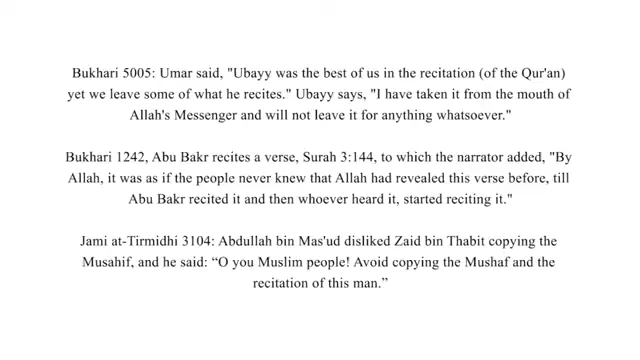 Bukhari 5005: Umar said, "Ubayy was the best of us in the recitation (of the Qur'an)
yet we leave some of what he recites." Ubayy says, "I have taken it from the mouth of
Allah's Messenger and will not leave it for anything whatsoever."
Bukhari 1242, Abu Bakr recites a verse, Surah 3:144, to which the narrator added, "By
Allah, it was as if the people never knew that Allah had revealed this verse before, till
Abu Bakr recited it and then whoever heard it, started reciting it."
Jami at-Tirmidhi 3104: Abdullah bin Mas'ud disliked Zaid bin Thabit copying the
Musahif, and he said: “O you Muslim people! Avoid copying the Mushaf and the
recitation of this man.”